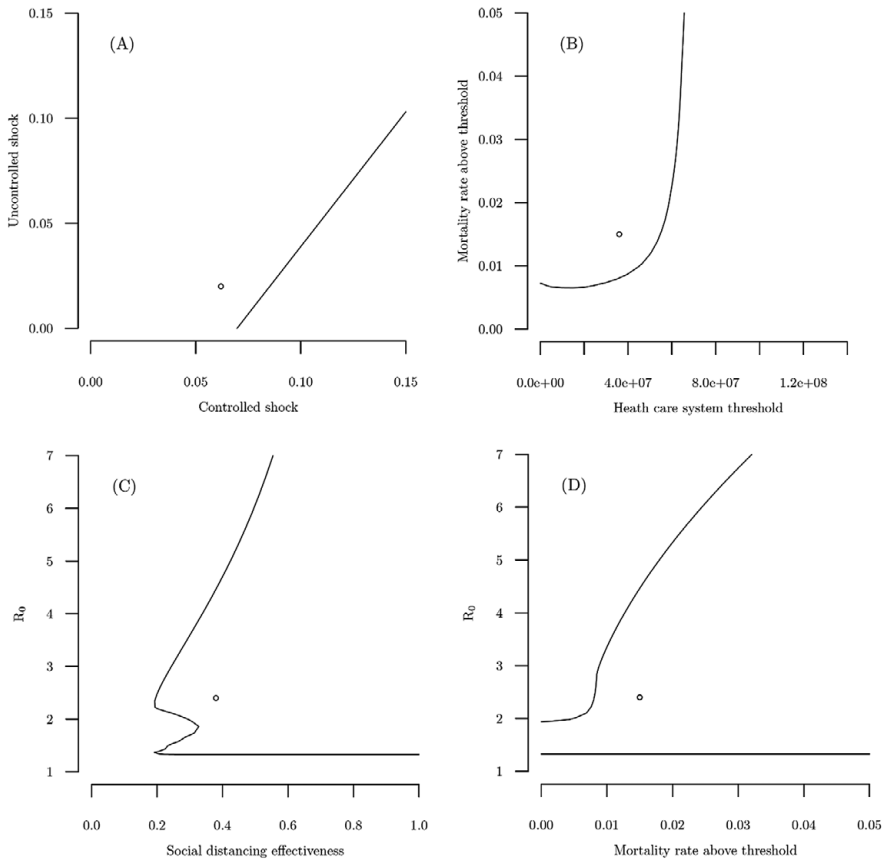 (A)
Uncontrolled shock
0.15
0.10
0.05
0.00
0.00 0.05 0.10 0.15
Controlled shock
(B)
Mortality rate above threshold
0.05
0.04
0.03
0.02
0.01
0.00
0.0e+00 4.0e+07 8.0e+07 1.2e+08
Heath care system threshold
(C)
R0
7
6
5
4
3
2
1
0.0 0.2 0.4 0.6 0.8 1.0
Social distancing effectiveness
(D)
R0
7
6
5
4
3
2
1
0.00 0.01 0.02 0.03 0.04 0.05
Mortality rate above threshold